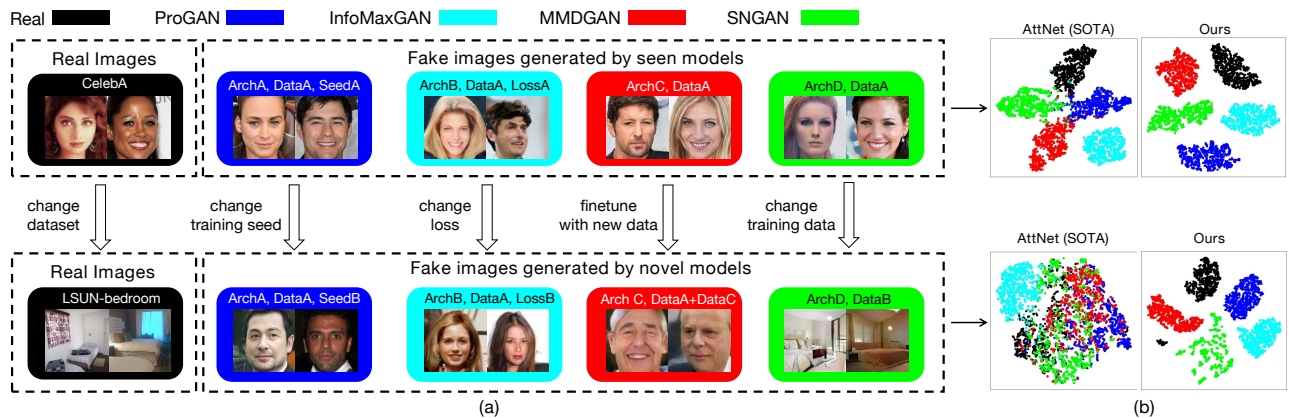 Real ProGAN InfoMaxGAN MMDGAN SNGAN
Real Images
Fake images generated by seen models
CelebA
ArchA, DataA, SeedA
ArchB, DataA, LossA
ArchC, DataA
ArchD, DataA
change
dataset
change
training seed
change
loss
finetune
with new data
change
training data
Real Images
Fake images generated by novel models
LSUN-bedroom
ArchA, DataA, SeedB
ArchB, DataA, LossB
Arch C, DataA+DataC
ArchD, DataB
(a)
AttNet (SOTA)
Ours
AttNet (SOTA)
Ours
(b)